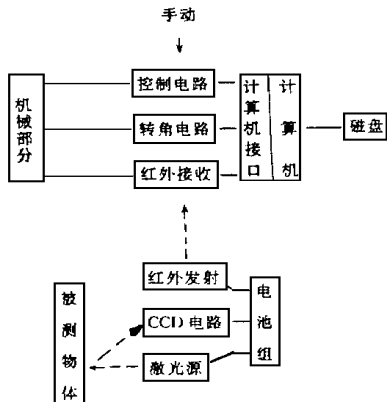 手动
机械部分
控制电路
转角电路
红外接收
计算机接口
计算机
磁盘
红外发射
CCD电路
激光源
被测物体
电池组